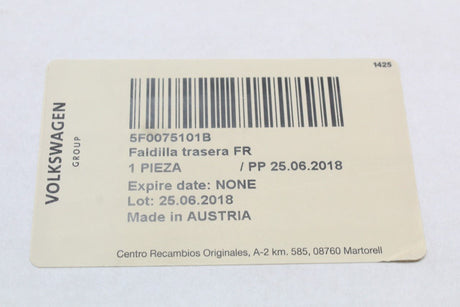 1425
VOLKSWAGEN
GROUP
5F0075101B
Faldilla trasera FR
1 PIEZA / PP 25.06.2018
Expire date: NONE
Lot: 25.06.2018
Made in AUSTRIA
Centro Recambios Originales, A-2 km. 585, 08760 Martorell